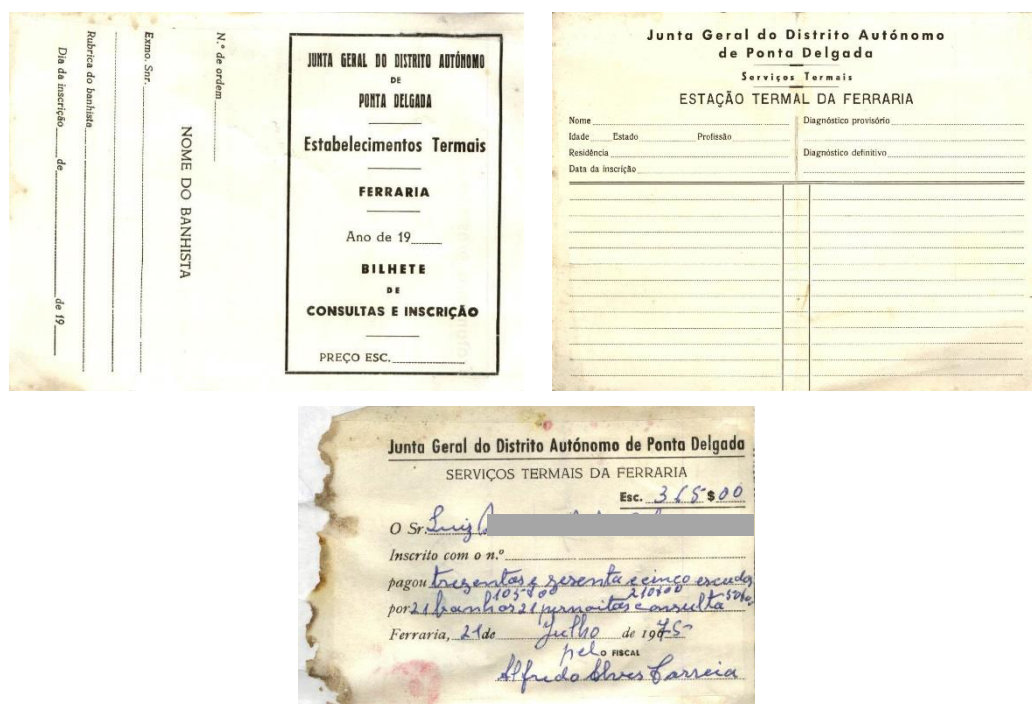 N.º de ordem
NOME DO BANHISTA
Exmo. Snr.
Rubrica do banhista
Dia da inscrição de de 19
JUNTA GERAL DO DISTRITO AUTÓNOMO
DE
PONTA DELGADA
Estabelecimentos Termais
FERRARIA
Ano de 19
BILHETE
DE
CONSULTAS E INSCRIÇÃO
PREÇO ESC.
Junta Geral do Distrito Autónomo
de Ponta Delgada
Serviços Termais
ESTAÇÃO TERMAL DA FERRARIA
Nome
Idade Estado Profissão
Residência
Data da inscrição
Diagnóstico provisório
Diagnóstico definitivo
Junta Geral do Distrito Autónomo de Ponta Delgada
SERVIÇOS TERMAIS DA FERRARIA
Esc. 365$00
O Sr. Luiz
Inscrito com o n.º
pagou trezentos e sesenta e cinco escudos
105$00 210$00 50$00
por 21 banhos 21 pernoitas e consulta
Ferraria, 21 de Julho de 1975
pelo FISCAL
Alfredo Alves Correia